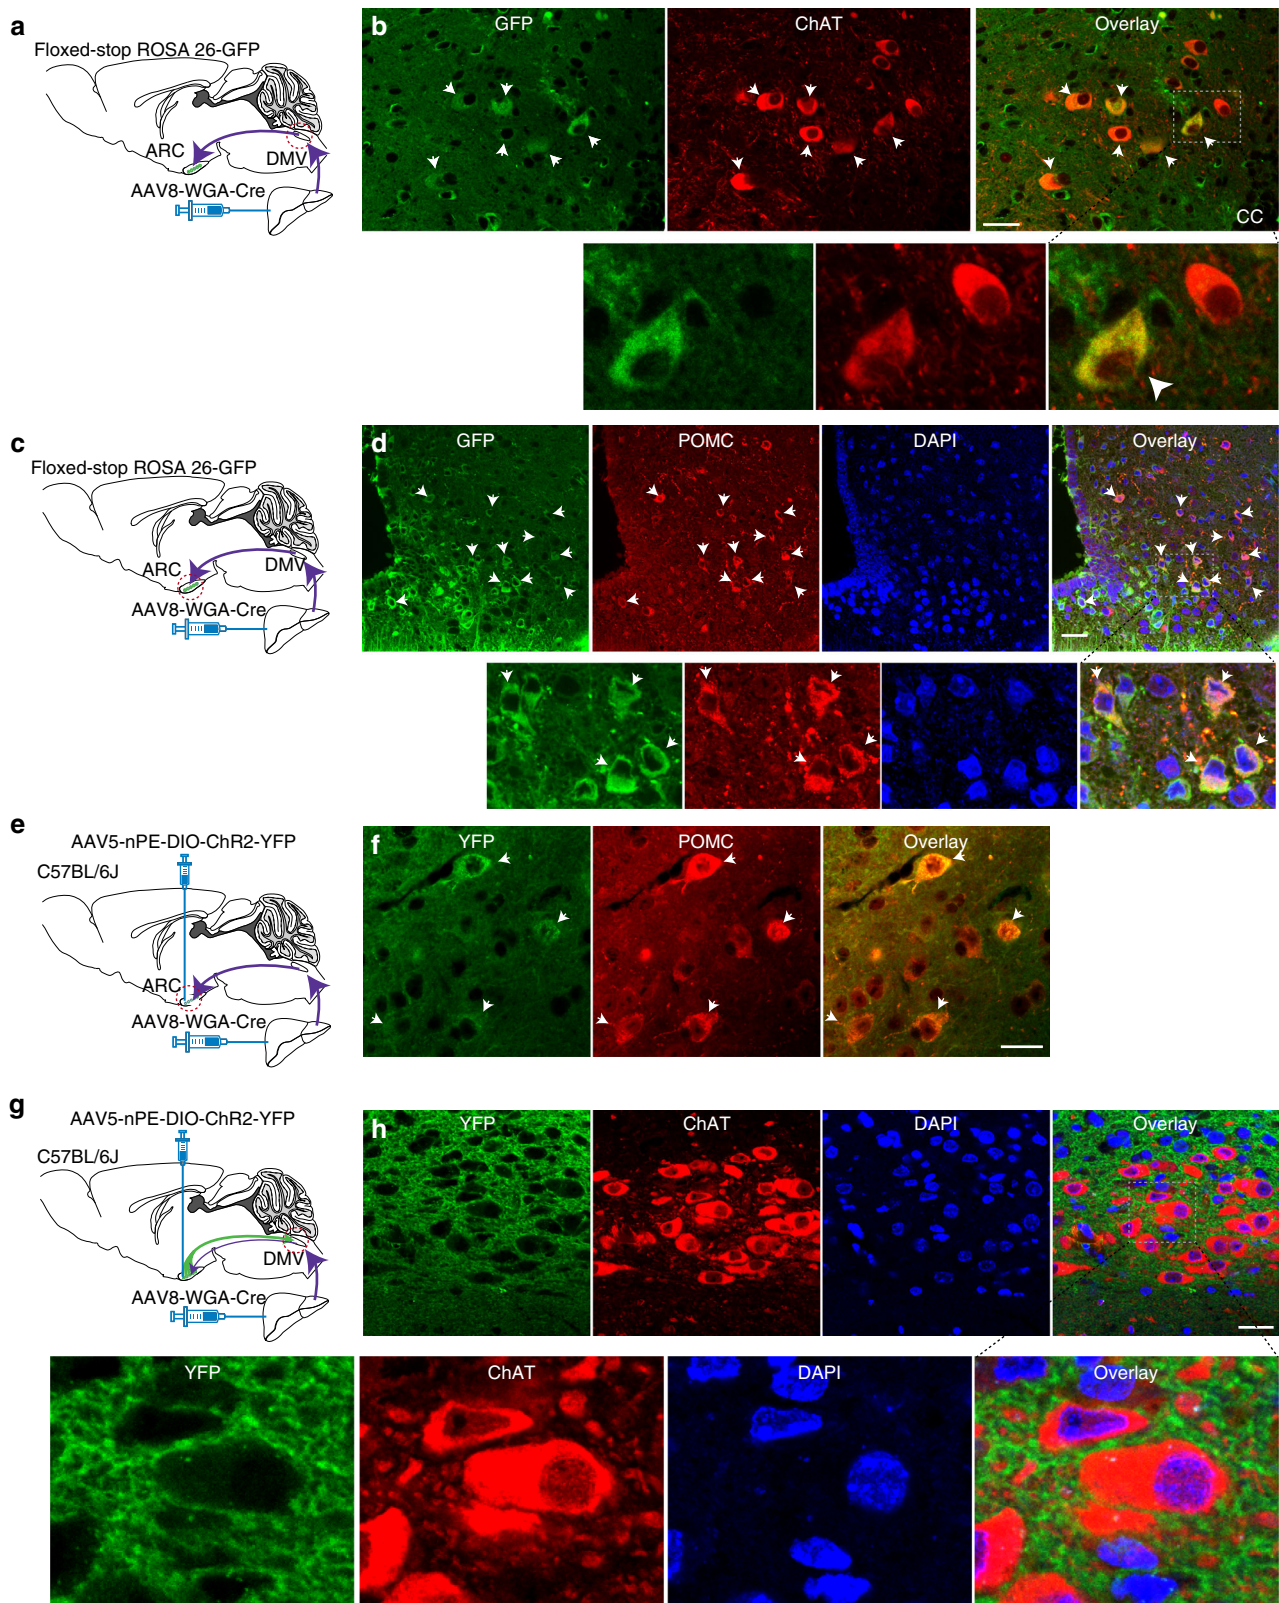 a
Floxed-stop ROSA 26-GFP
ARC
DMV
AAV8-WGA-Cre
b
GFP
ChAT
Overlay
CC
c
Floxed-stop ROSA 26-GFP
ARC
DMV
AAV8-WGA-Cre
d
GFP
POMC
DAPI
Overlay
e
AAV5-nPE-DIO-ChR2-YFP
C57BL/6J
ARC
AAV8-WGA-Cre
f
YFP
POMC
Overlay
g
AAV5-nPE-DIO-ChR2-YFP
C57BL/6J
DMV
AAV8-WGA-Cre
h
YFP
ChAT
DAPI
Overlay
YFP
ChAT
DAPI
Overlay